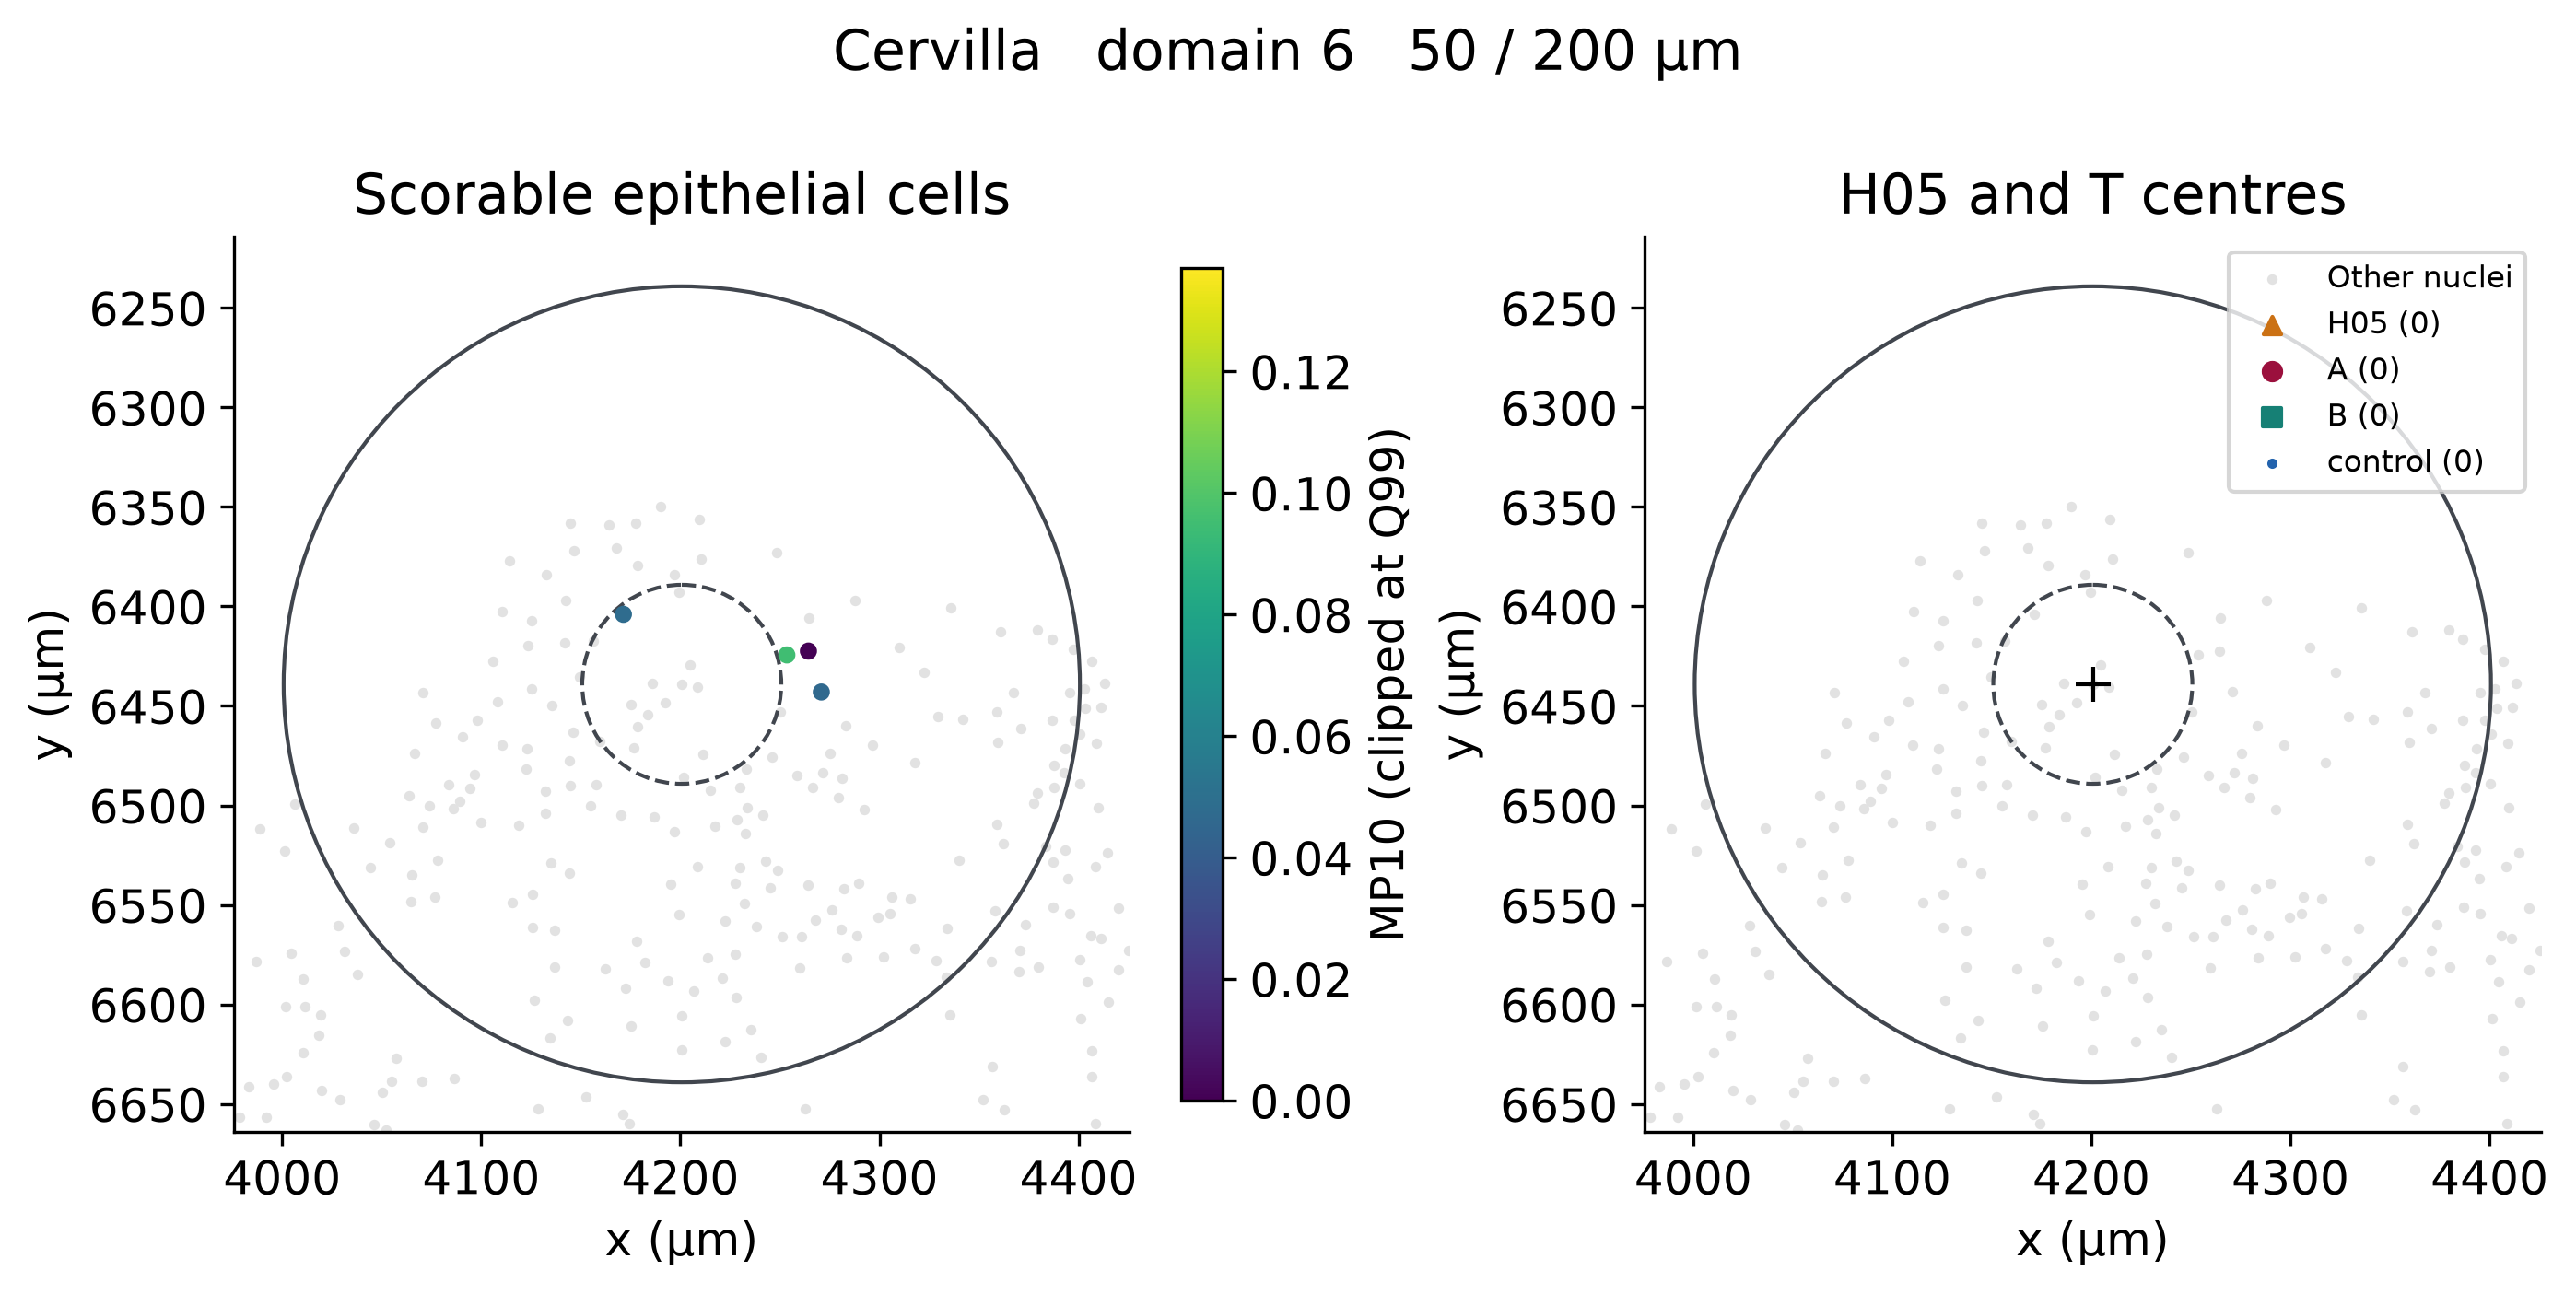 Cervilla   domain 6   50 / 200 μm
Scorable epithelial cells
y (μm)
6250
6300
6350
6400
6450
6500
6550
6600
6650
4000 4100 4200 4300 4400
x (μm)
0.12
0.10
0.08
0.06
0.04
0.02
0.00
MP10 (clipped at Q99)
H05 and T centres
y (μm)
6250
6300
6350
6400
6450
6500
6550
6600
6650
4000 4100 4200 4300 4400
x (μm)
Other nuclei
H05 (0)
A (0)
B (0)
control (0)